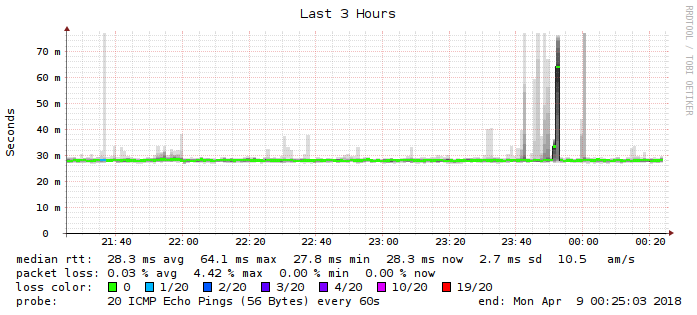 Last 3 Hours
RRDTOOL / TOBI OETIKER
Seconds
70 m
60 m
50 m
40 m
30 m
20 m
10 m
0
21:40 22:00 22:20 22:40 23:00 23:20 23:40 00:00 00:20
median rtt: 28.3 ms avg 64.1 ms max 27.8 ms min 28.3 ms now 2.7 ms sd 10.5 am/s
packet loss: 0.03 % avg 4.42 % max 0.00 % min 0.00 % now
loss color: 0 1/20 2/20 3/20 4/20 10/20 19/20
probe: 20 ICMP Echo Pings (56 Bytes) every 60s end: Mon Apr 9 00:25:03 2018